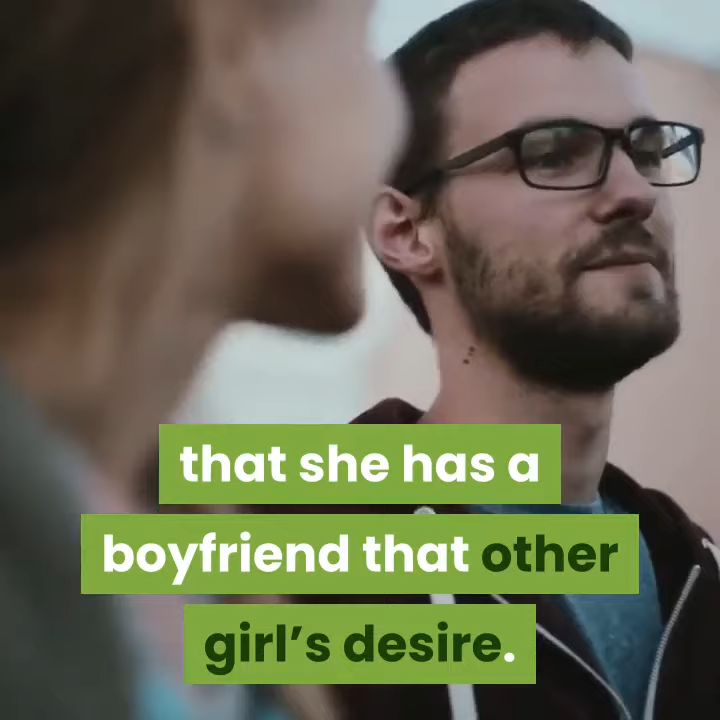 that she has a
boyfriend that other
girl’s desire.